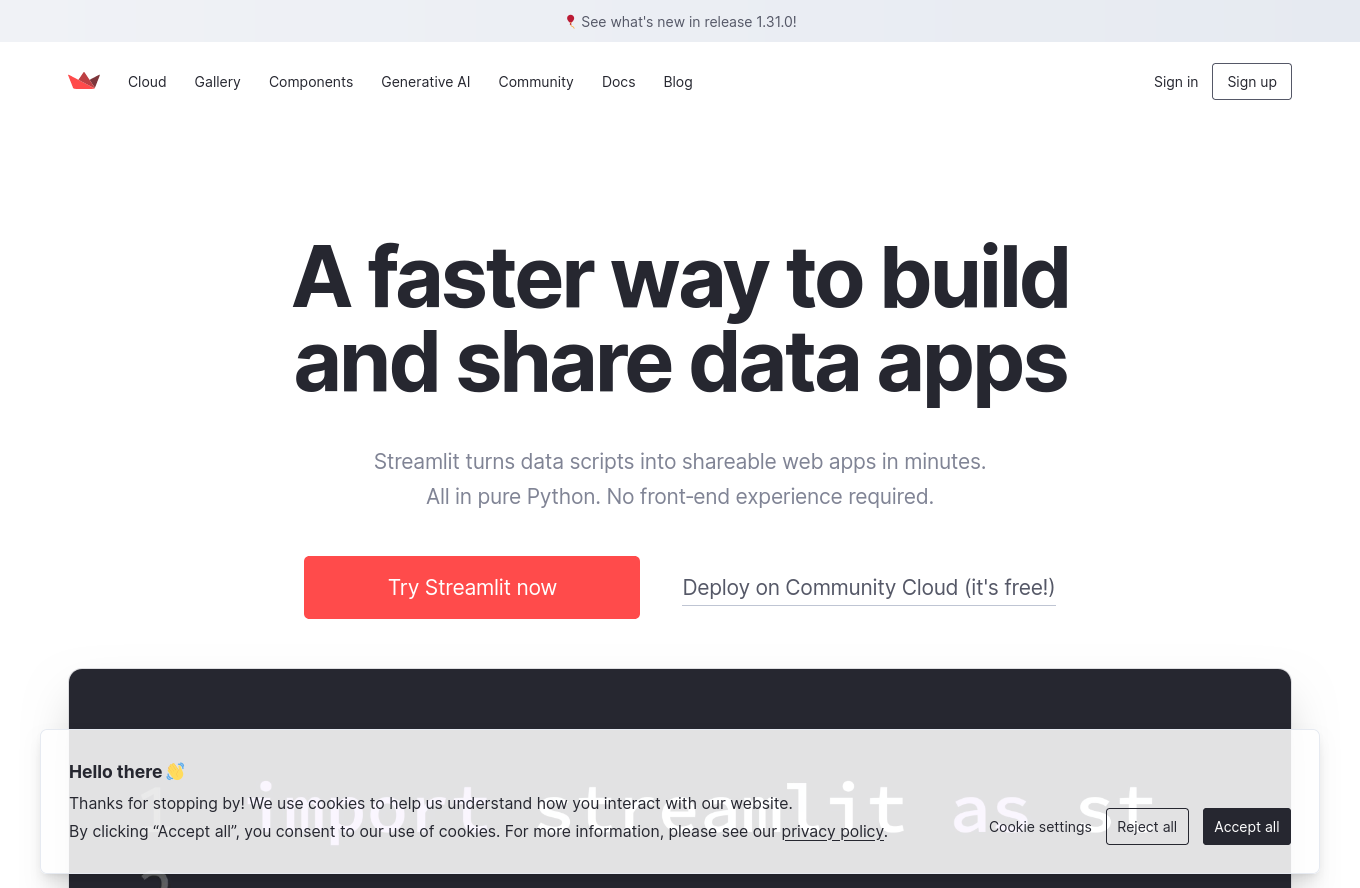 See what's new in release 1.31.0!
Cloud Gallery Components Generative AI Community Docs Blog Sign in Sign up
A faster way to build
and share data apps
Streamlit turns data scripts into shareable web apps in minutes.
All in pure Python. No front-end experience required.
Try Streamlit now Deploy on Community Cloud (it's free!)
1 import streamlit as st
2
Hello there
Thanks for stopping by! We use cookies to help us understand how you interact with our website.
By clicking “Accept all”, you consent to our use of cookies. For more information, please see our privacy policy.
Cookie settings Reject all Accept all